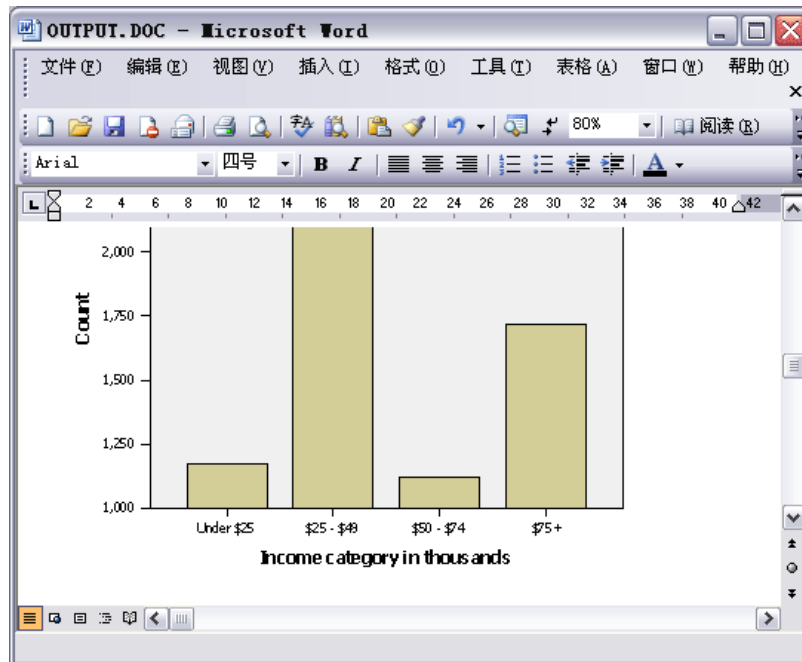 OUTPUT.DOC - Microsoft Word
文件(F) 编辑(E) 视图(V) 插入(I) 格式(O) 工具(T) 表格(A) 窗口(W) 帮助(H)
80% 阅读(R)
Arial 四号 B I A
2 4 6 8 10 12 14 16 18 20 22 24 26 28 30 32 34 36 38 40 42
2,000
1,750
1,500
1,250
1,000
Count
Under $25 $25 - $49 $50 - $74 $75+
Income category in thousands